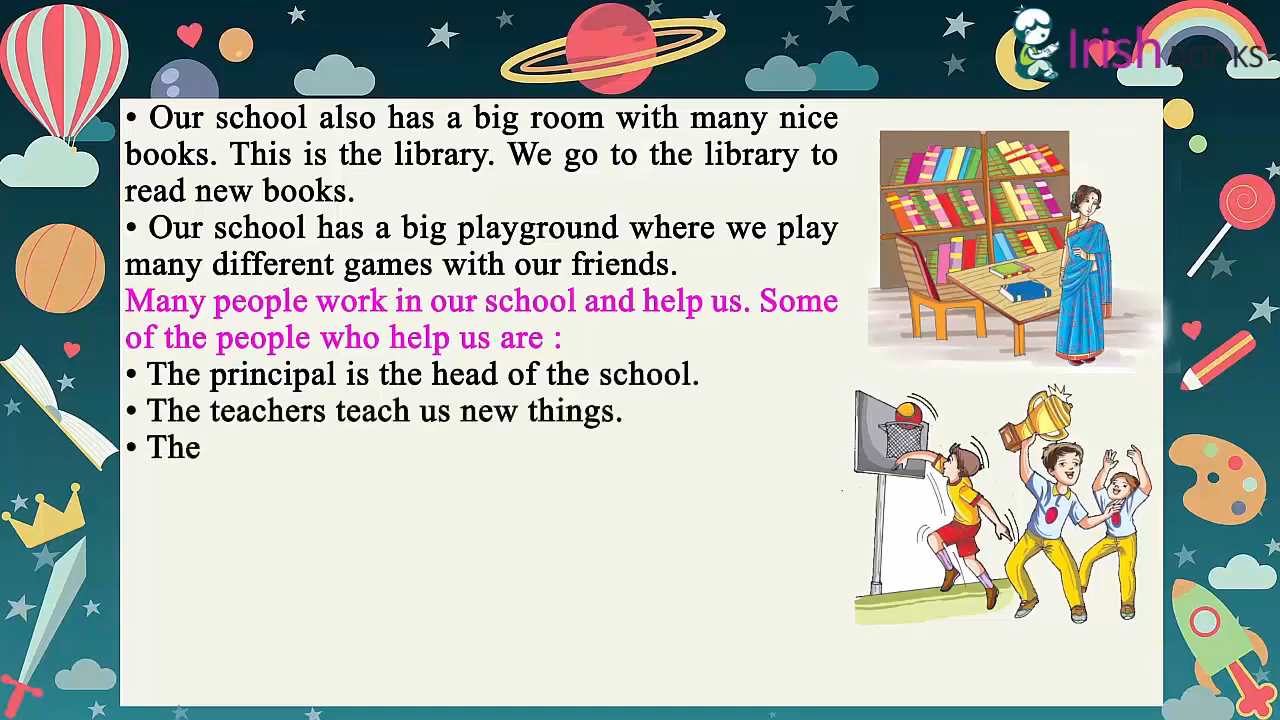 Irish BOOKS
• Our school also has a big room with many nice
books. This is the library. We go to the library to
read new books.
• Our school has a big playground where we play
many different games with our friends.
Many people work in our school and help us. Some
of the people who help us are :
• The principal is the head of the school.
• The teachers teach us new things.
• The